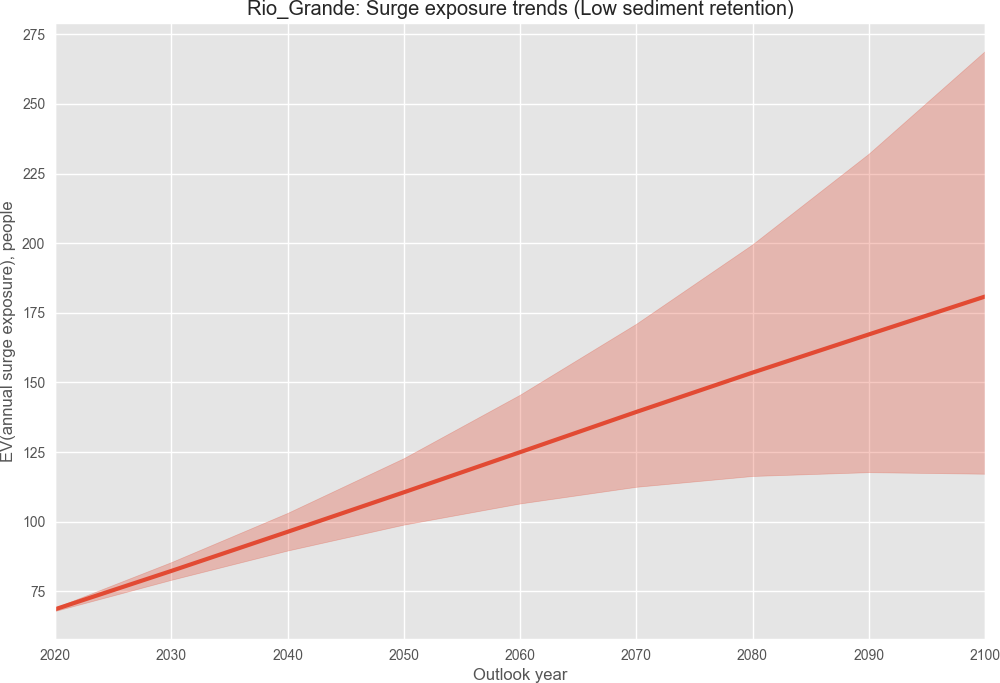 Rio_Grande: Surge exposure trends (Low sediment retention)
EV(annual surge exposure), people
275
250
225
200
175
150
125
100
75
2020 2030 2040 2050 2060 2070 2080 2090 2100
Outlook year